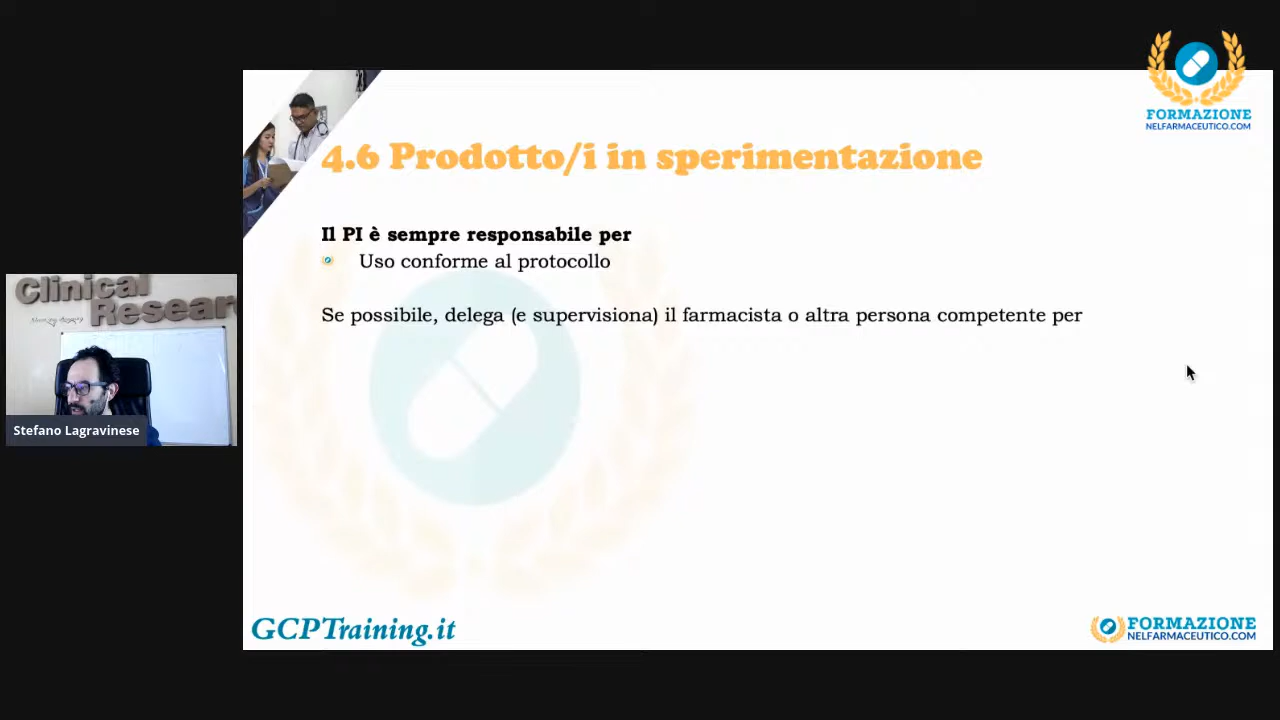 FORMAZIONE
NELFARMACEUTICO.COM
4.6 Prodotto/i in sperimentazione
Il PI è sempre responsabile per
Uso conforme al protocollo
Se possibile, delega (e supervisiona) il farmacista o altra persona competente per
Clinical
Resear
Stefano Lagravinese
GCPTraining.it
FORMAZIONE
NELFARMACEUTICO.COM